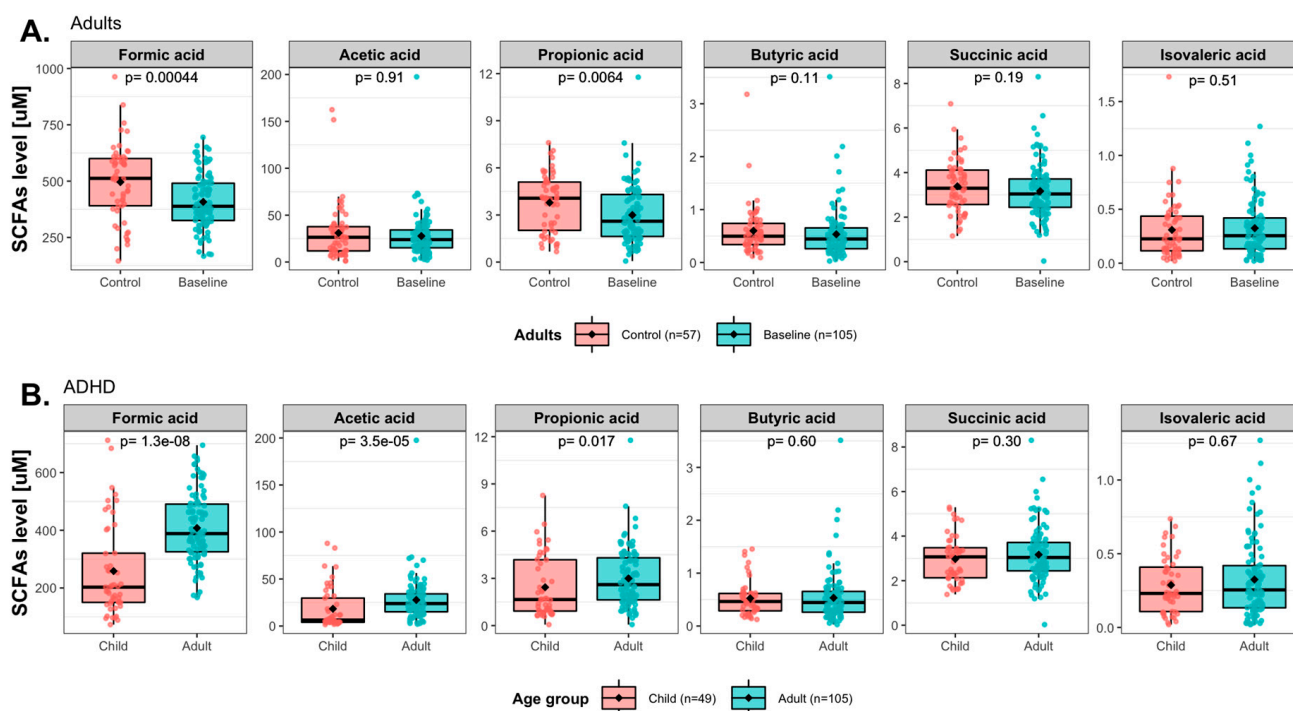 A. Adults
Formic acid Acetic acid Propionic acid Butyric acid Succinic acid Isovaleric acid
p= 0.00044 p= 0.91 p= 0.0064 p= 0.11 p= 0.19 p= 0.51
SCFAs level [uM]
1000 750 500 250
200 150 100 50 0
12 9 6 3 0
3 2 1 0
8 6 4 2 0
1.5 1.0 0.5 0.0
Control Baseline Control Baseline Control Baseline Control Baseline Control Baseline Control Baseline
Adults Control (n=57) Baseline (n=105)
B. ADHD
Formic acid Acetic acid Propionic acid Butyric acid Succinic acid Isovaleric acid
p= 1.3e-08 p= 3.5e-05 p= 0.017 p= 0.60 p= 0.30 p= 0.67
SCFAs level [uM]
600 400 200
200 150 100 50 0
12 9 6 3 0
3 2 1 0
8 6 4 2 0
1.0 0.5 0.0
Child Adult Child Adult Child Adult Child Adult Child Adult Child Adult
Age group Child (n=49) Adult (n=105)